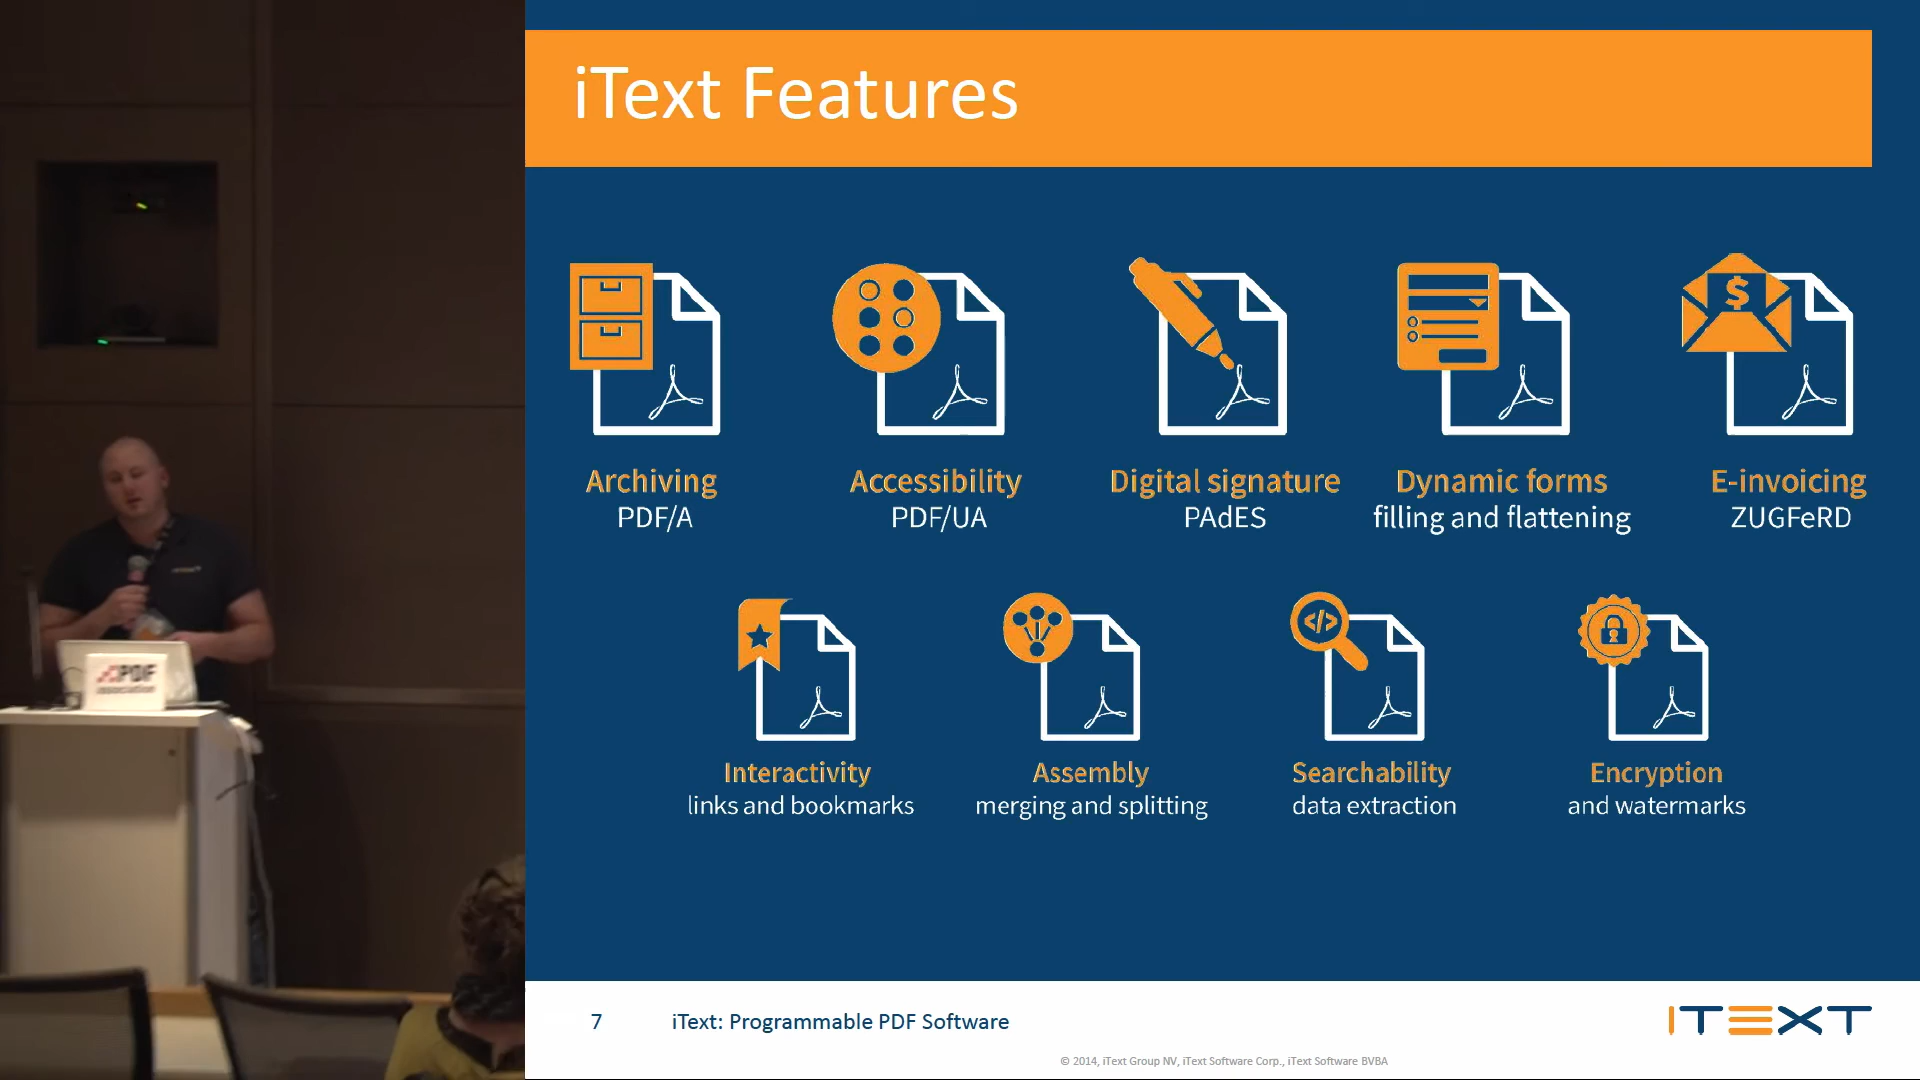 iText Features
Archiving
PDF/A
Accessibility
PDF/UA
Digital signature
PAdES
Dynamic forms
filling and flattening
$
E-invoicing
ZUGFeRD
</>
Interactivity
links and bookmarks
Assembly
merging and splitting
Searchability
data extraction
Encryption
and watermarks
PDF
association
7
iText: Programmable PDF Software
ITEXT
© 2014, iText Group NV, iText Software Corp., iText Software BVBA